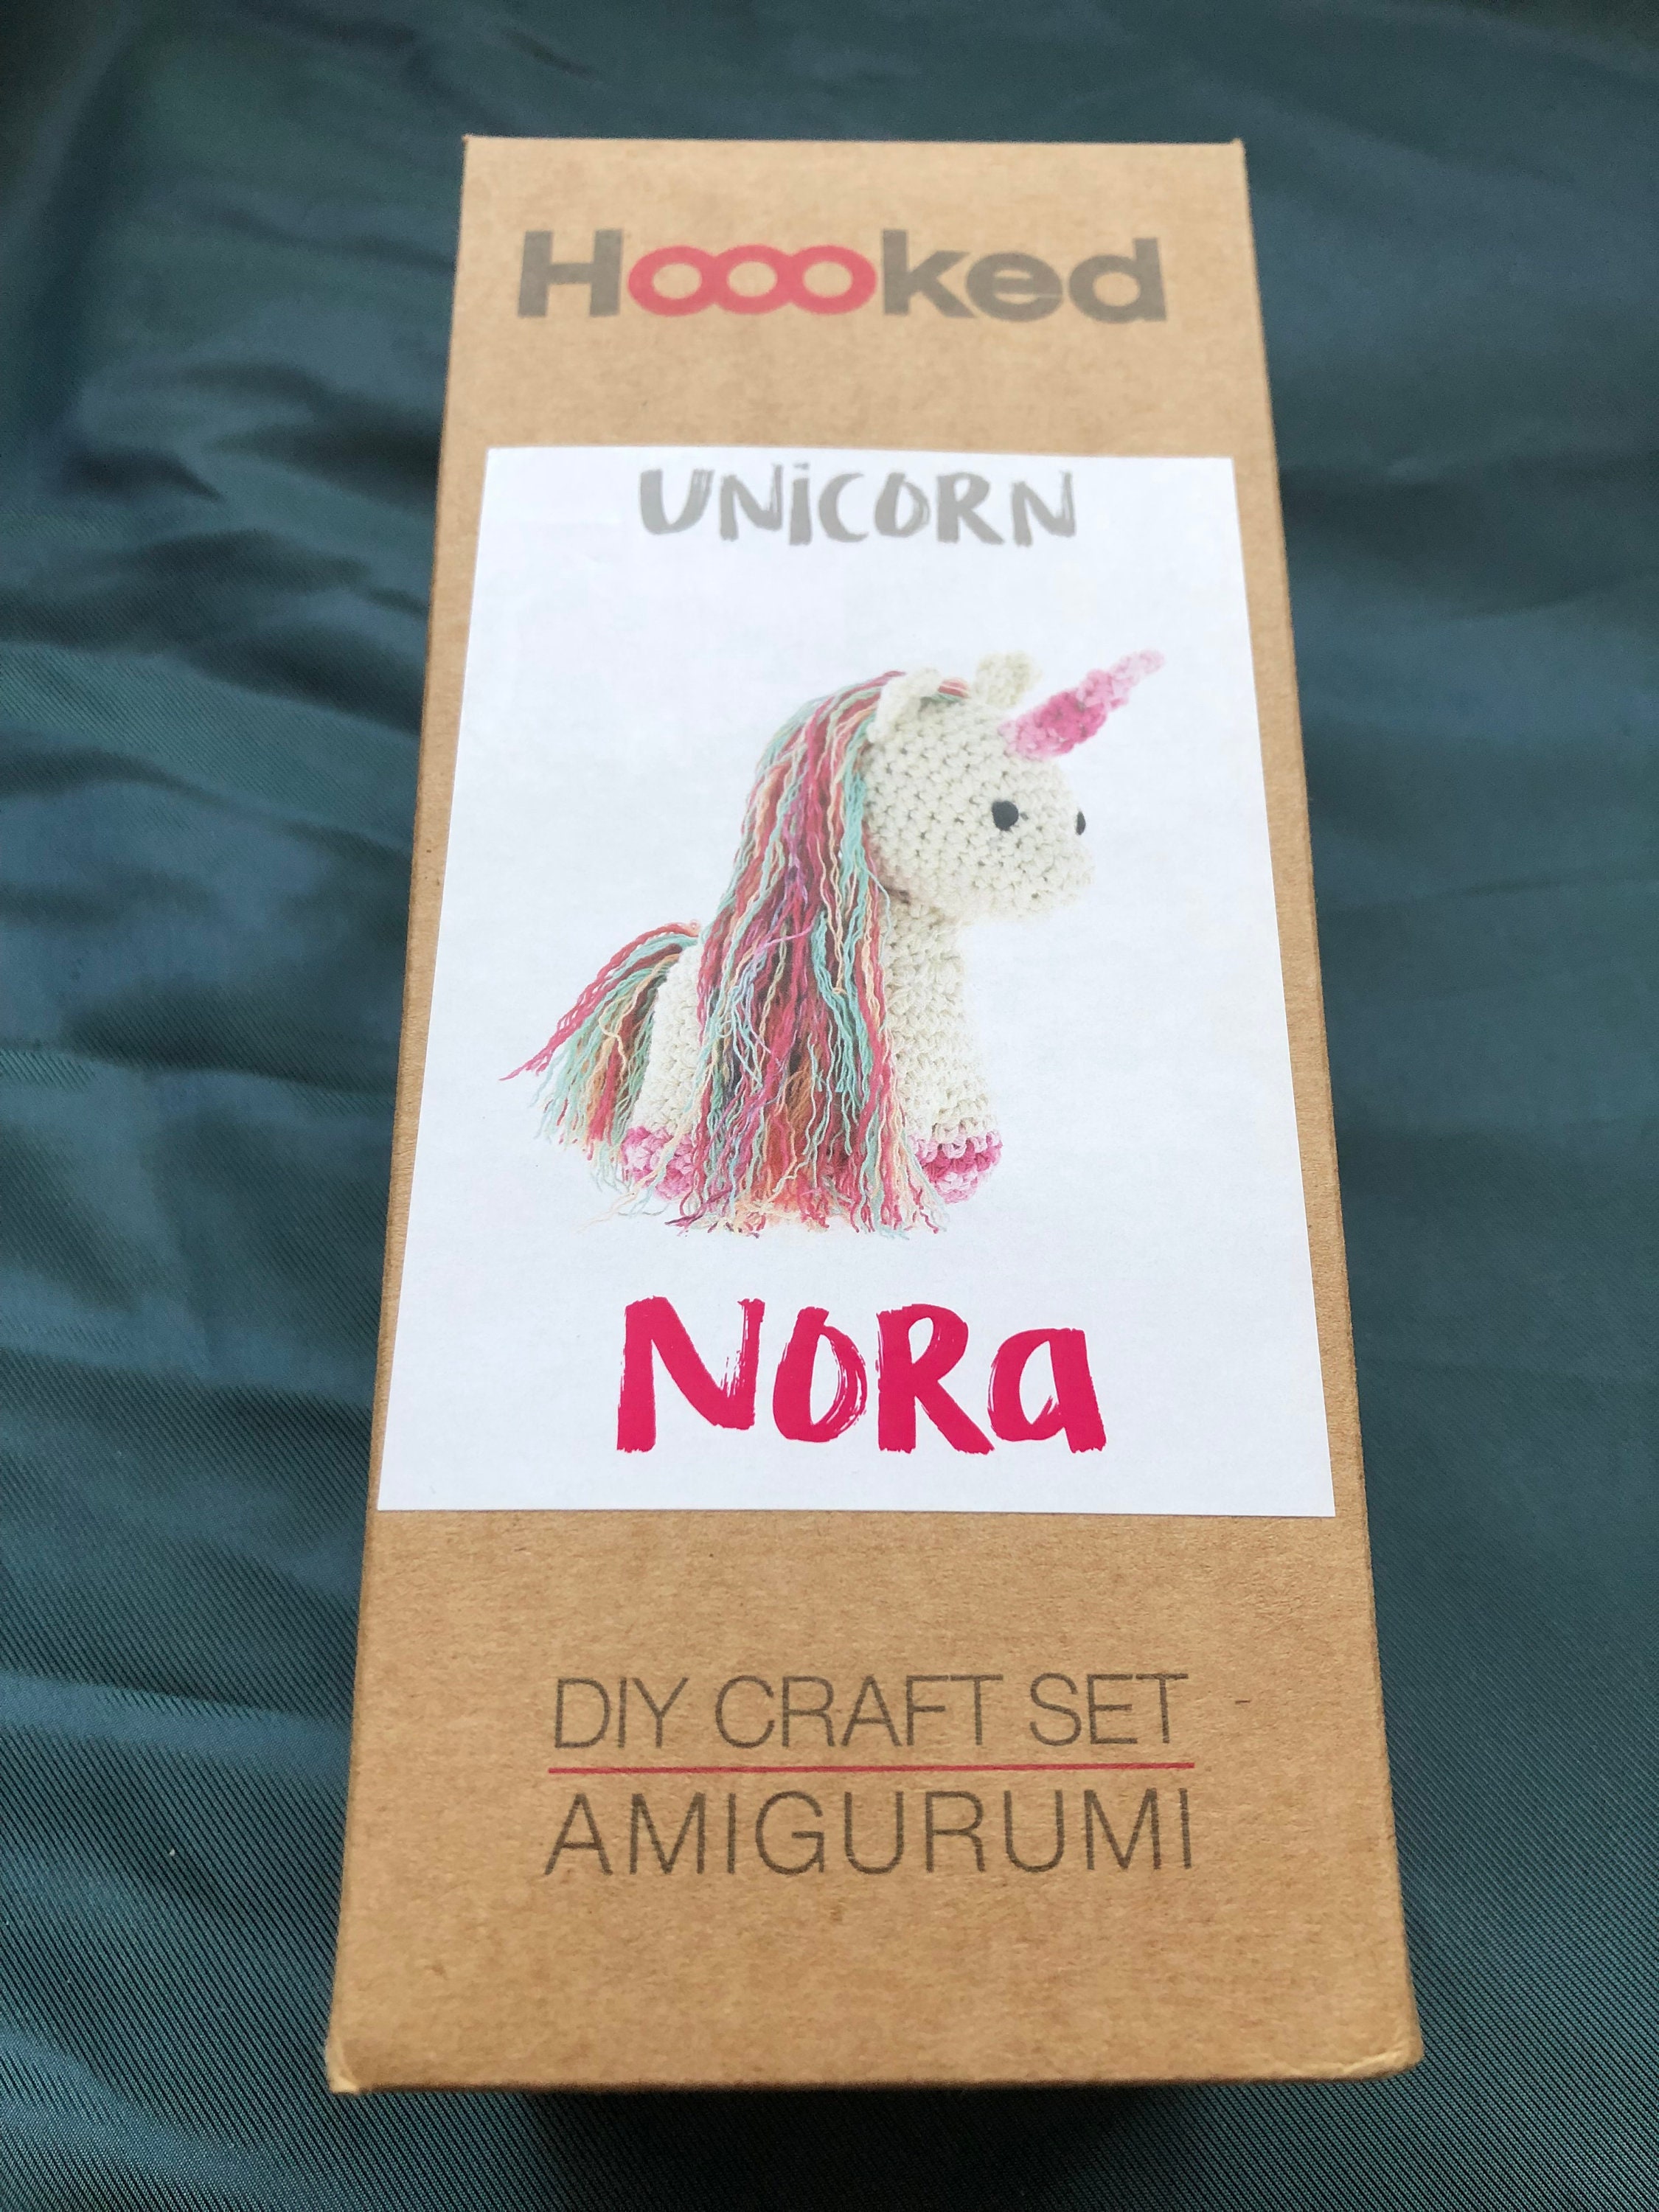 Hoooked
UNiCORN
NORa
DIY CRAFT SET
AMIGURUMI